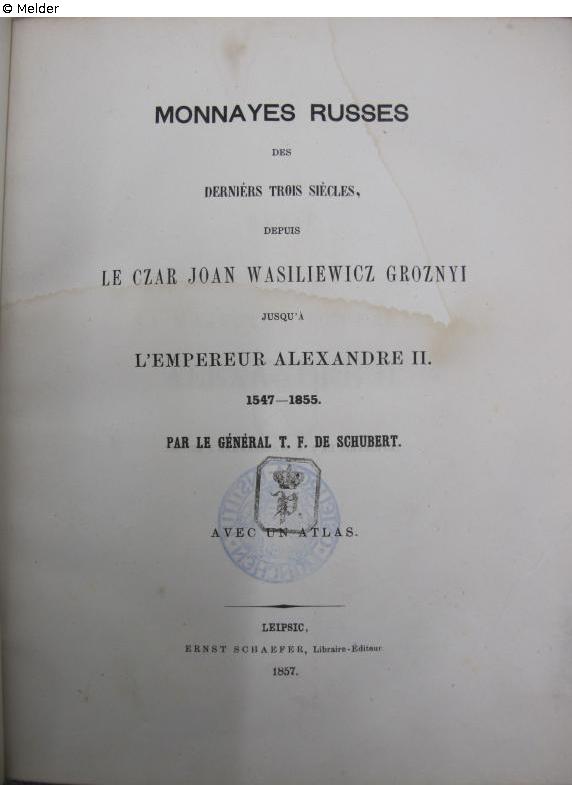 © Melder
MONNAYES RUSSES
DES
DERNIÉRS TROIS SIÈCLES,
DEPUIS
LE CZAR JOAN WASILIEWICZ GROZNYI
JUSQU'À
L'EMPEREUR ALEXANDRE II.
1547—1855.
PAR LE GÉNÉRAL T. F. DE SCHUBERT.
AVEC UN ATLAS.
LEIPSIC,
ERNST SCHAEFER, Libraire-Éditeur
1857.